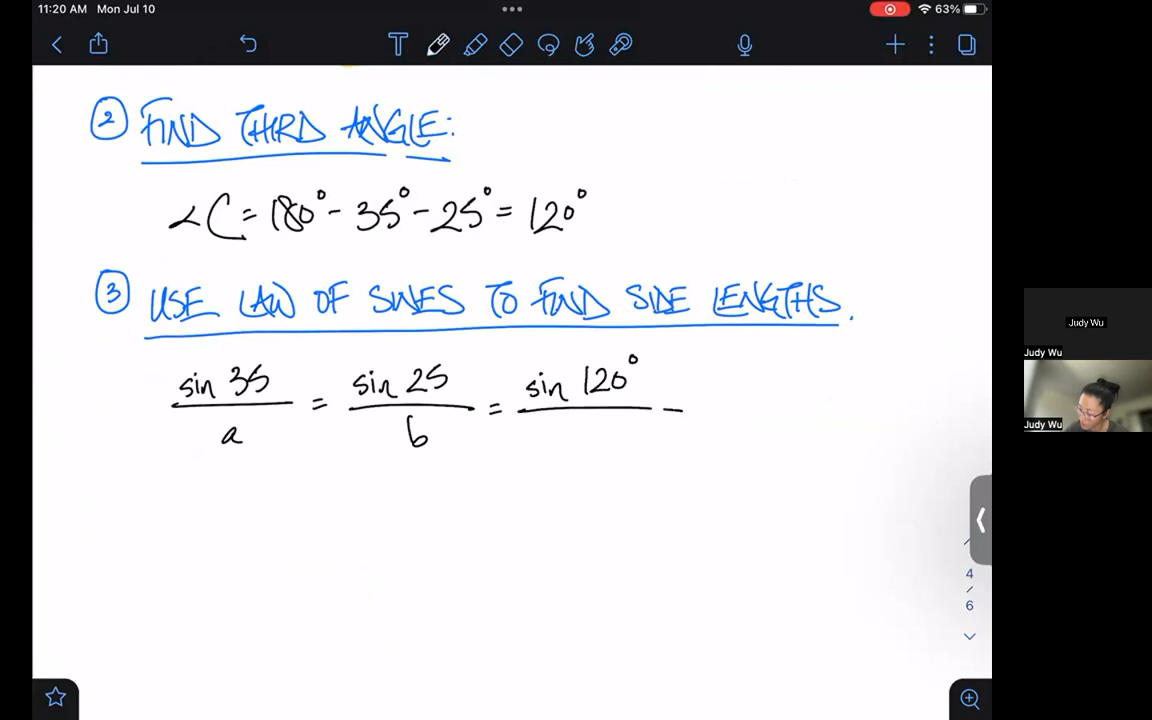 11:20 AM Mon Jul 10
63%
② FIND THIRD ANGLE:
∠C = 180° - 35° - 25° = 120°
③ USE LAW OF SINES TO FIND SIDE LENGTHS.
sin 35 / a = sin 25 / b = sin 120°
Judy Wu
Judy Wu
Judy Wu
4
/
6